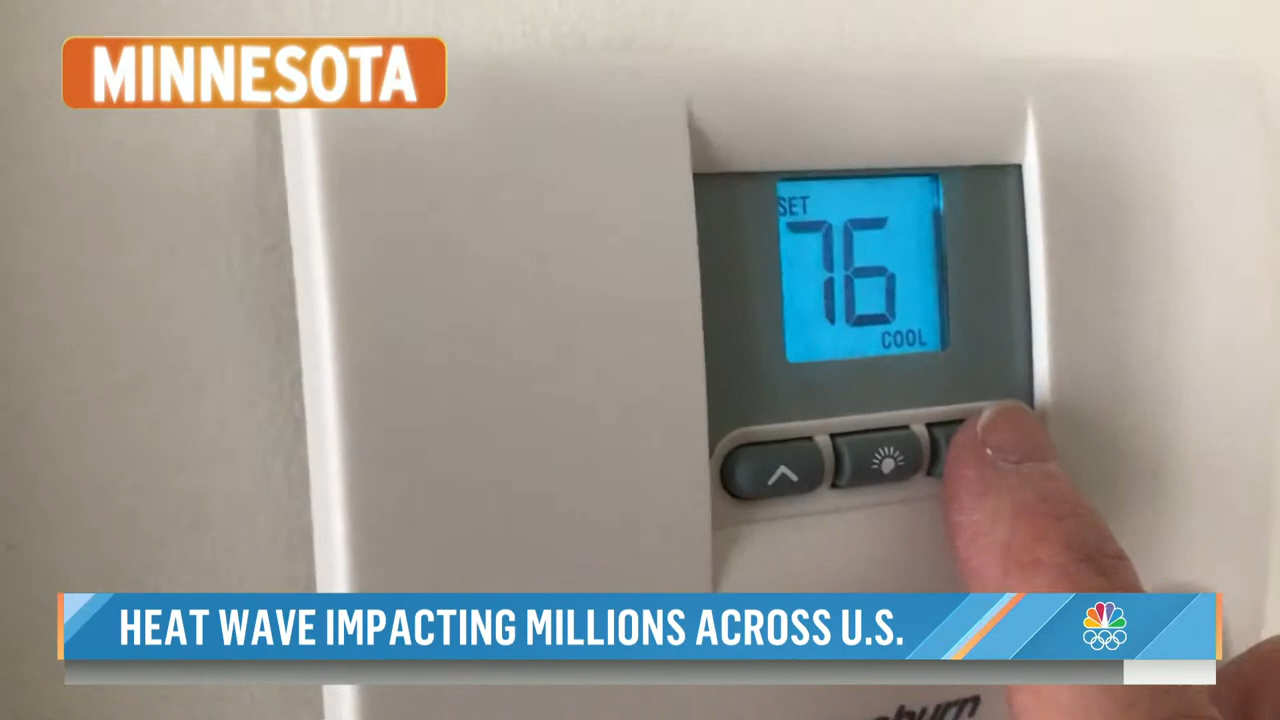 MINNESOTA
SET
76
COOL
HEAT WAVE IMPACTING MILLIONS ACROSS U.S.